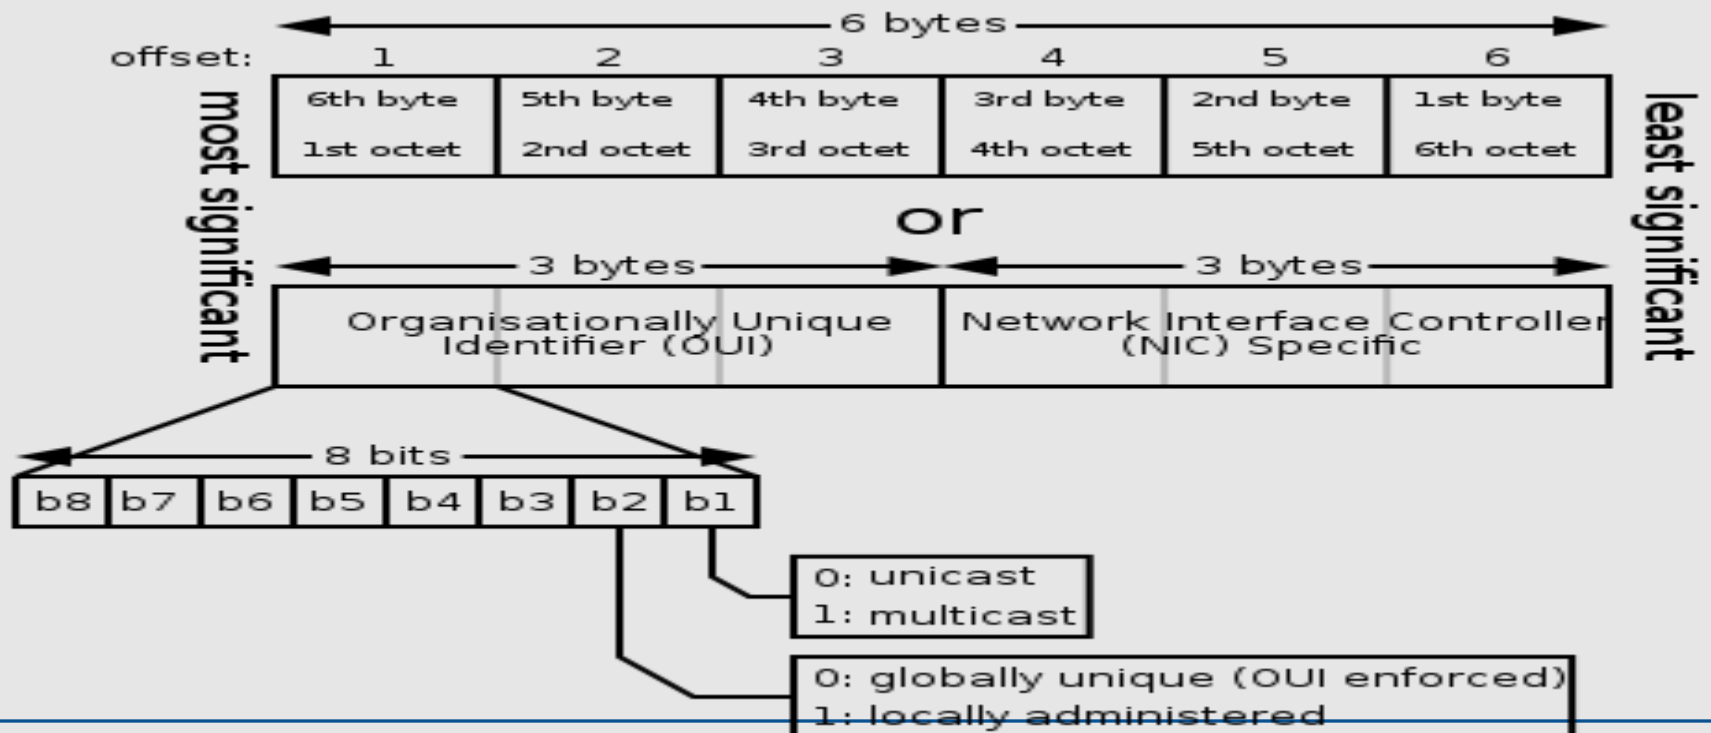 6 bytes
offset: 1 2 3 4 5 6
most significant
6th byte 5th byte 4th byte 3rd byte 2nd byte 1st byte
1st octet 2nd octet 3rd octet 4th octet 5th octet 6th octet
least significant
or
3 bytes 3 bytes
Organisationally Unique
Identifier (OUI)
Network Interface Controller
(NIC) Specific
8 bits
b8 b7 b6 b5 b4 b3 b2 b1
0: unicast
1: multicast
0: globally unique (OUI enforced)
1: locally administered